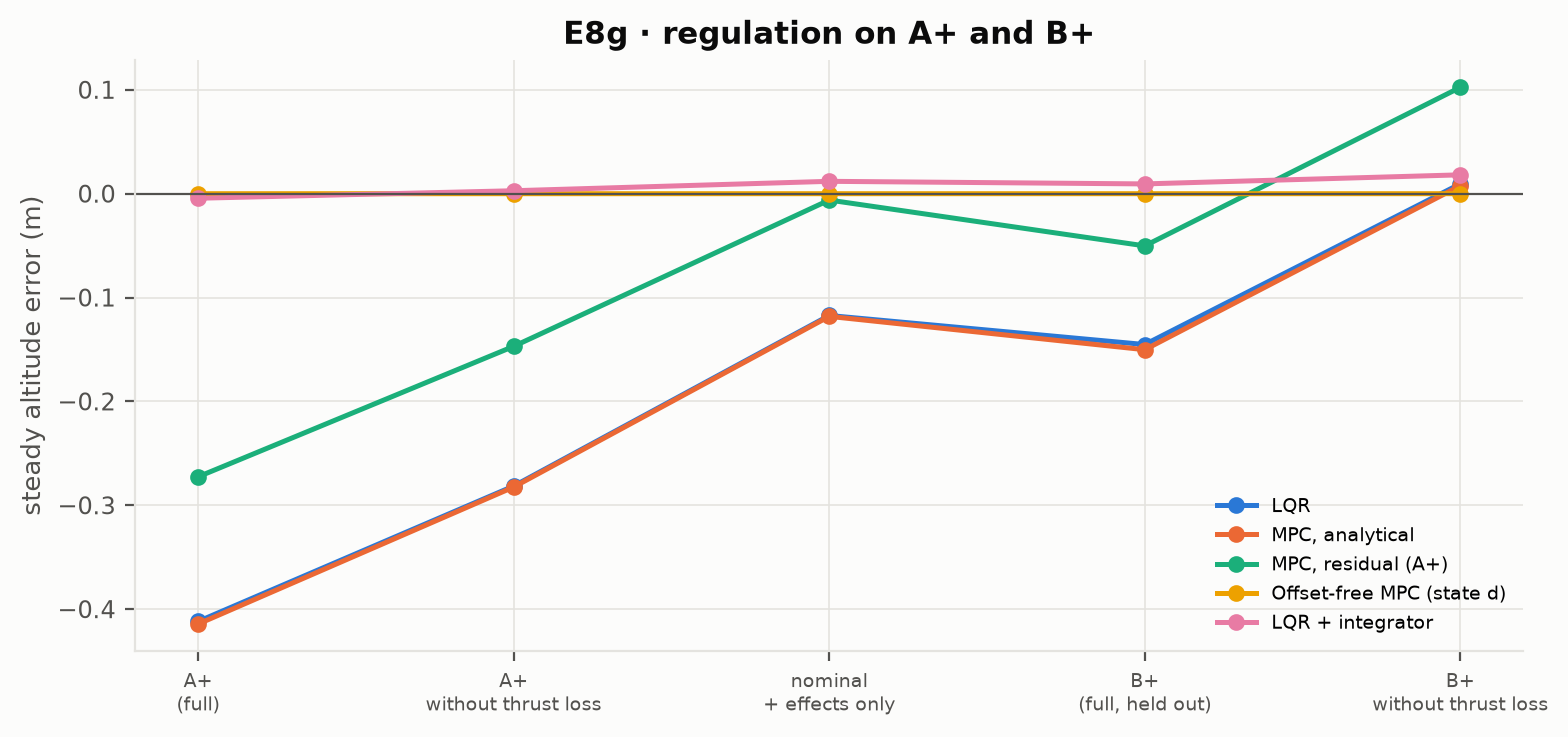 E8g · regulation on A+ and B+
steady altitude error (m)
0.1
0.0
−0.1
−0.2
−0.3
−0.4
LQR
MPC, analytical
MPC, residual (A+)
Offset-free MPC (state d)
LQR + integrator
A+
(full)
A+
without thrust loss
nominal
+ effects only
B+
(full, held out)
B+
without thrust loss